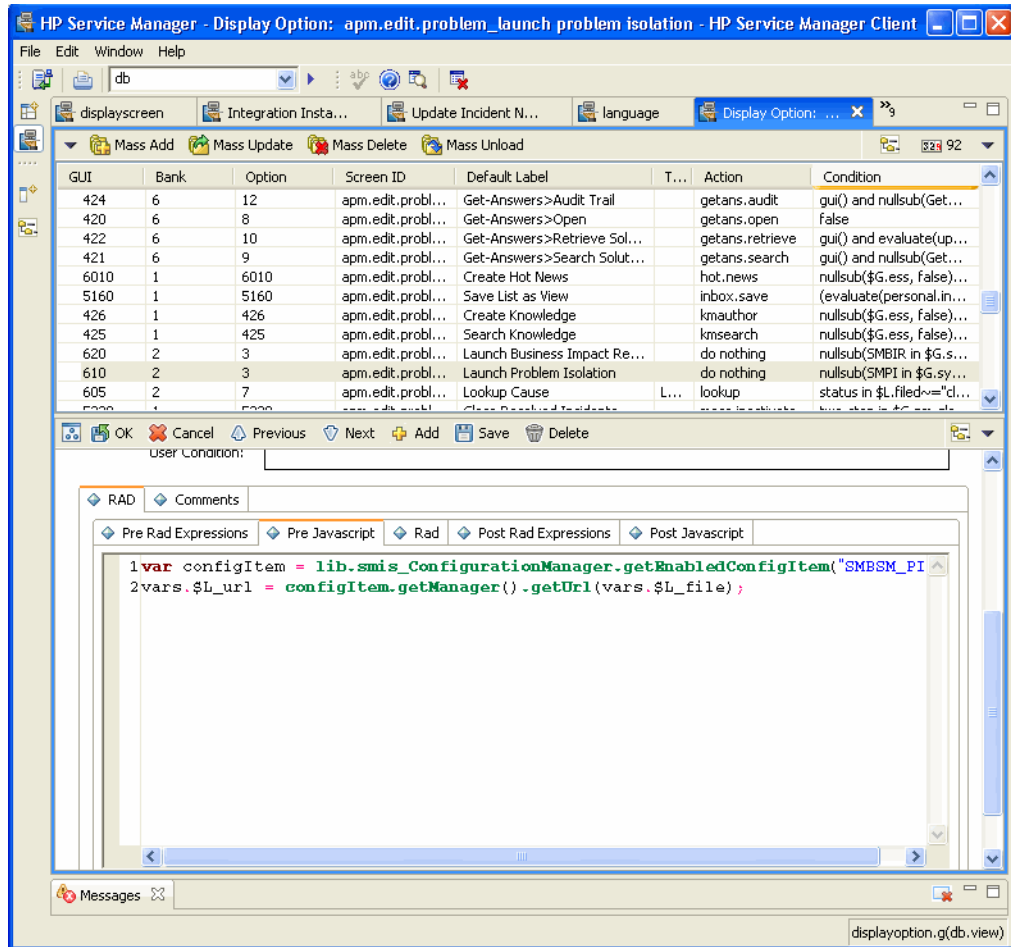 HP Service Manager - Display Option: apm.edit.problem_launch problem isolation - HP Service Manager Client
File Edit Window Help
db
displayscreen Integration Insta... Update Incident N... language Display Option: ... »9
Mass Add Mass Update Mass Delete Mass Unload 92
GUI Bank Option Screen ID Default Label T... Action Condition
424 6 12 apm.edit.probl... Get-Answers>Audit Trail getans.audit gui() and nullsub(Get...
420 6 8 apm.edit.probl... Get-Answers>Open getans.open false
422 6 10 apm.edit.probl... Get-Answers>Retrieve Sol... getans.retrieve gui() and evaluate(up...
421 6 9 apm.edit.probl... Get-Answers>Search Solut... getans.search gui() and nullsub(Get...
6010 1 6010 apm.edit.probl... Create Hot News hot.news nullsub($G.ess, false)...
5160 1 5160 apm.edit.probl... Save List as View inbox.save (evaluate(personal.in...
426 1 426 apm.edit.probl... Create Knowledge kmauthor nullsub($G.ess, false)...
425 1 425 apm.edit.probl... Search Knowledge kmsearch nullsub($G.ess, false)...
620 2 3 apm.edit.probl... Launch Business Impact Re... do nothing nullsub(SMBIR in $G.s...
610 2 3 apm.edit.probl... Launch Problem Isolation do nothing nullsub(SMPI in $G.sy...
605 2 7 apm.edit.probl... Lookup Cause L... lookup status in $L.filed~="cl...
OK Cancel Previous Next Add Save Delete
User Condition:
RAD Comments
Pre Rad Expressions Pre Javascript Rad Post Rad Expressions Post Javascript
1var configItem = lib.smis_ConfigurationManager.getEnabledConfigItem("SMBSM_PI
2vars.$L_url = configItem.getManager().getUrl(vars.$L_file);
Messages
displayoption.g(db.view)